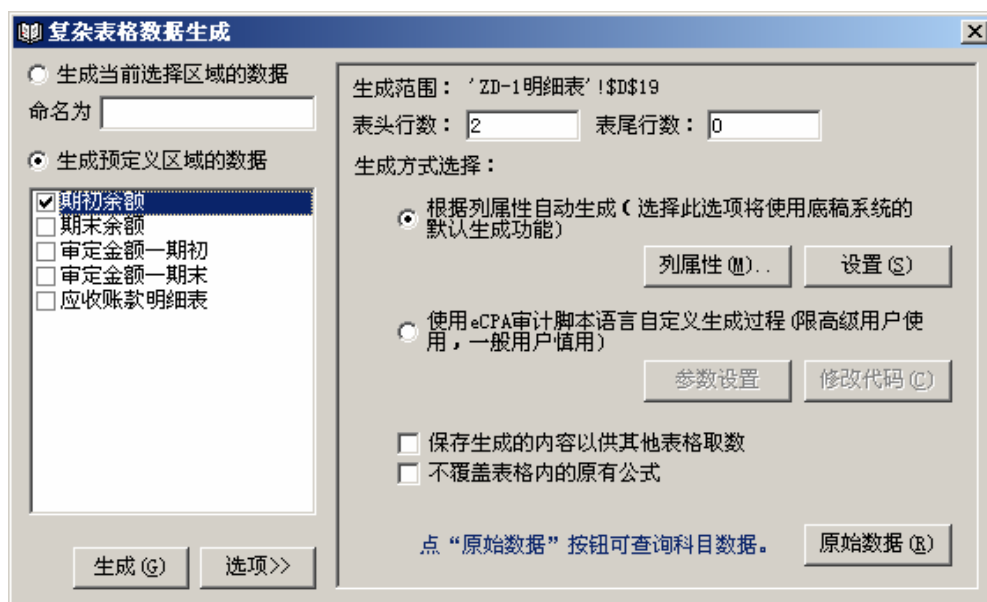 复杂表格数据生成
生成当前选择区域的数据
命名为
生成预定义区域的数据
期初余额
期末余额
审定金额—期初
审定金额—期末
应收账款明细表
生成(G)
选项>>
生成范围： 'ZD-1明细表'!$D$19
表头行数： 2 表尾行数： 0
生成方式选择：
根据列属性自动生成(选择此选项将使用底稿系统的
默认生成功能)
列属性(M)..
设置(S)
使用eCPA审计脚本语言自定义生成过程(限高级用户使
用，一般用户慎用)
参数设置
修改代码(C)
保存生成的内容以供其他表格取数
不覆盖表格内的原有公式
点“原始数据”按钮可查询科目数据。
原始数据(R)